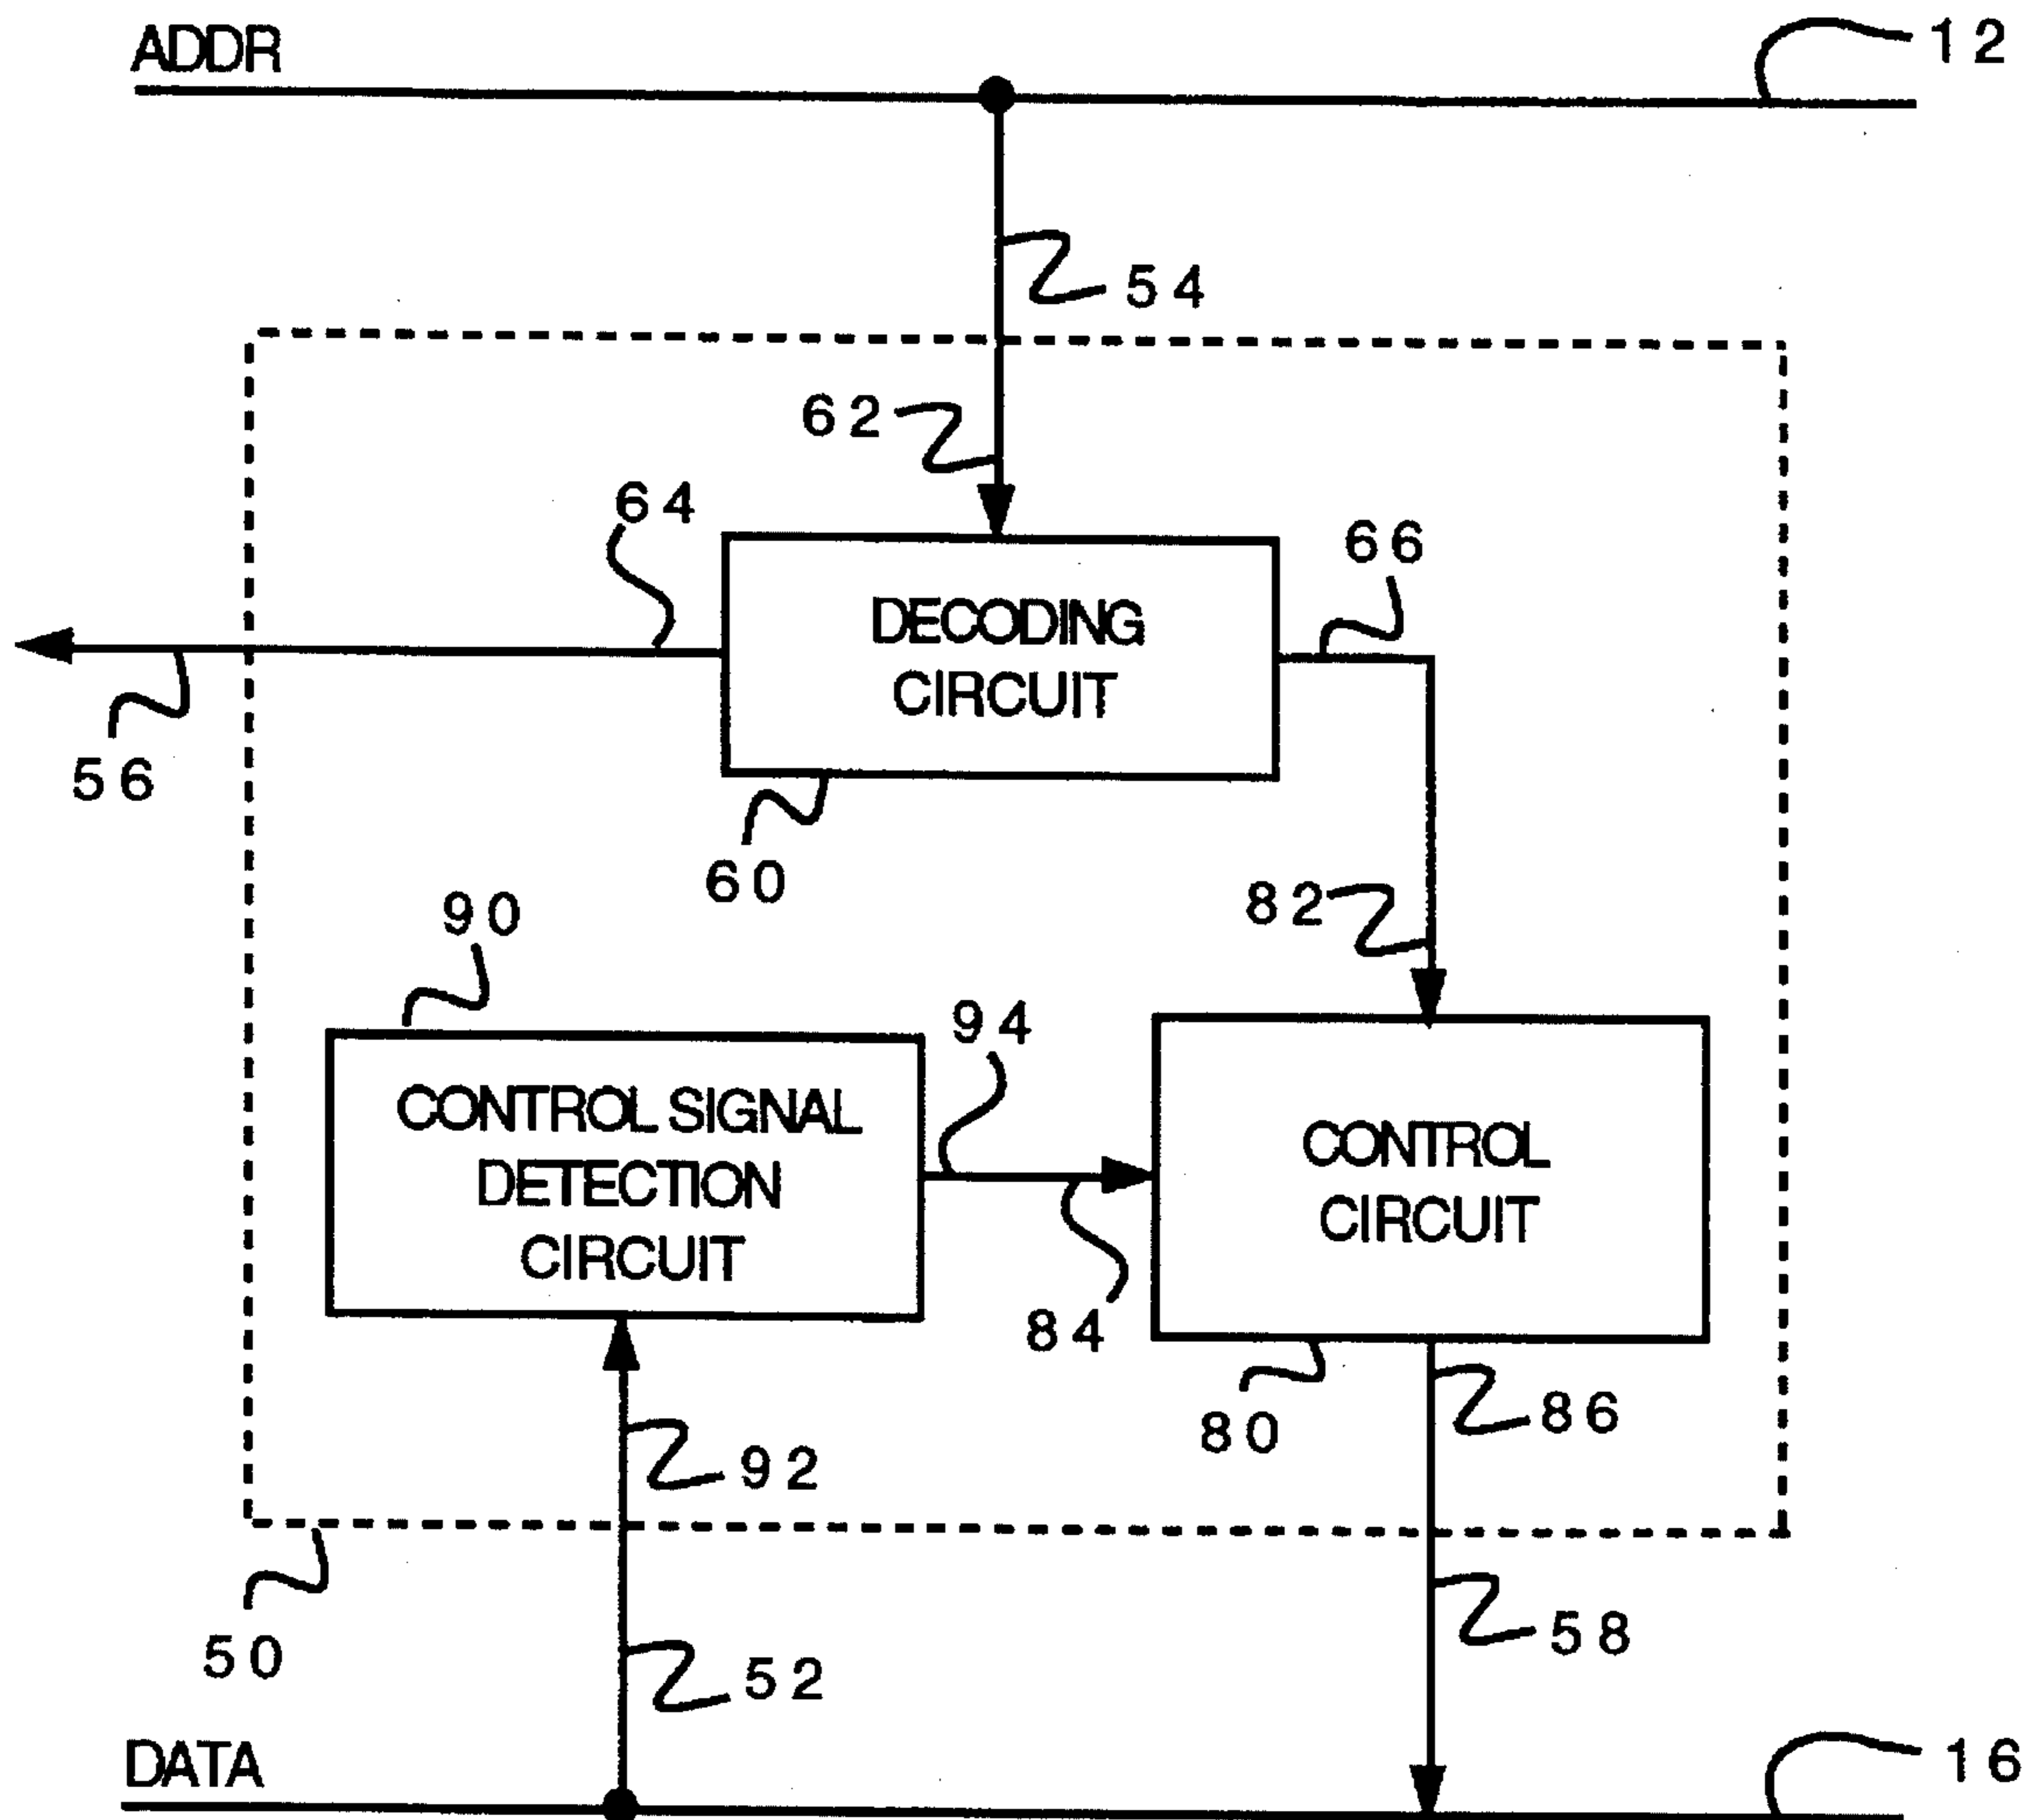 ADDR
12
54
62
64
66
DECODING
CIRCUIT
56
60
82
90
94
CONTROL SIGNAL
DETECTION
CIRCUIT
CONTROL
CIRCUIT
84
80
86
92
50
52
58
DATA
16